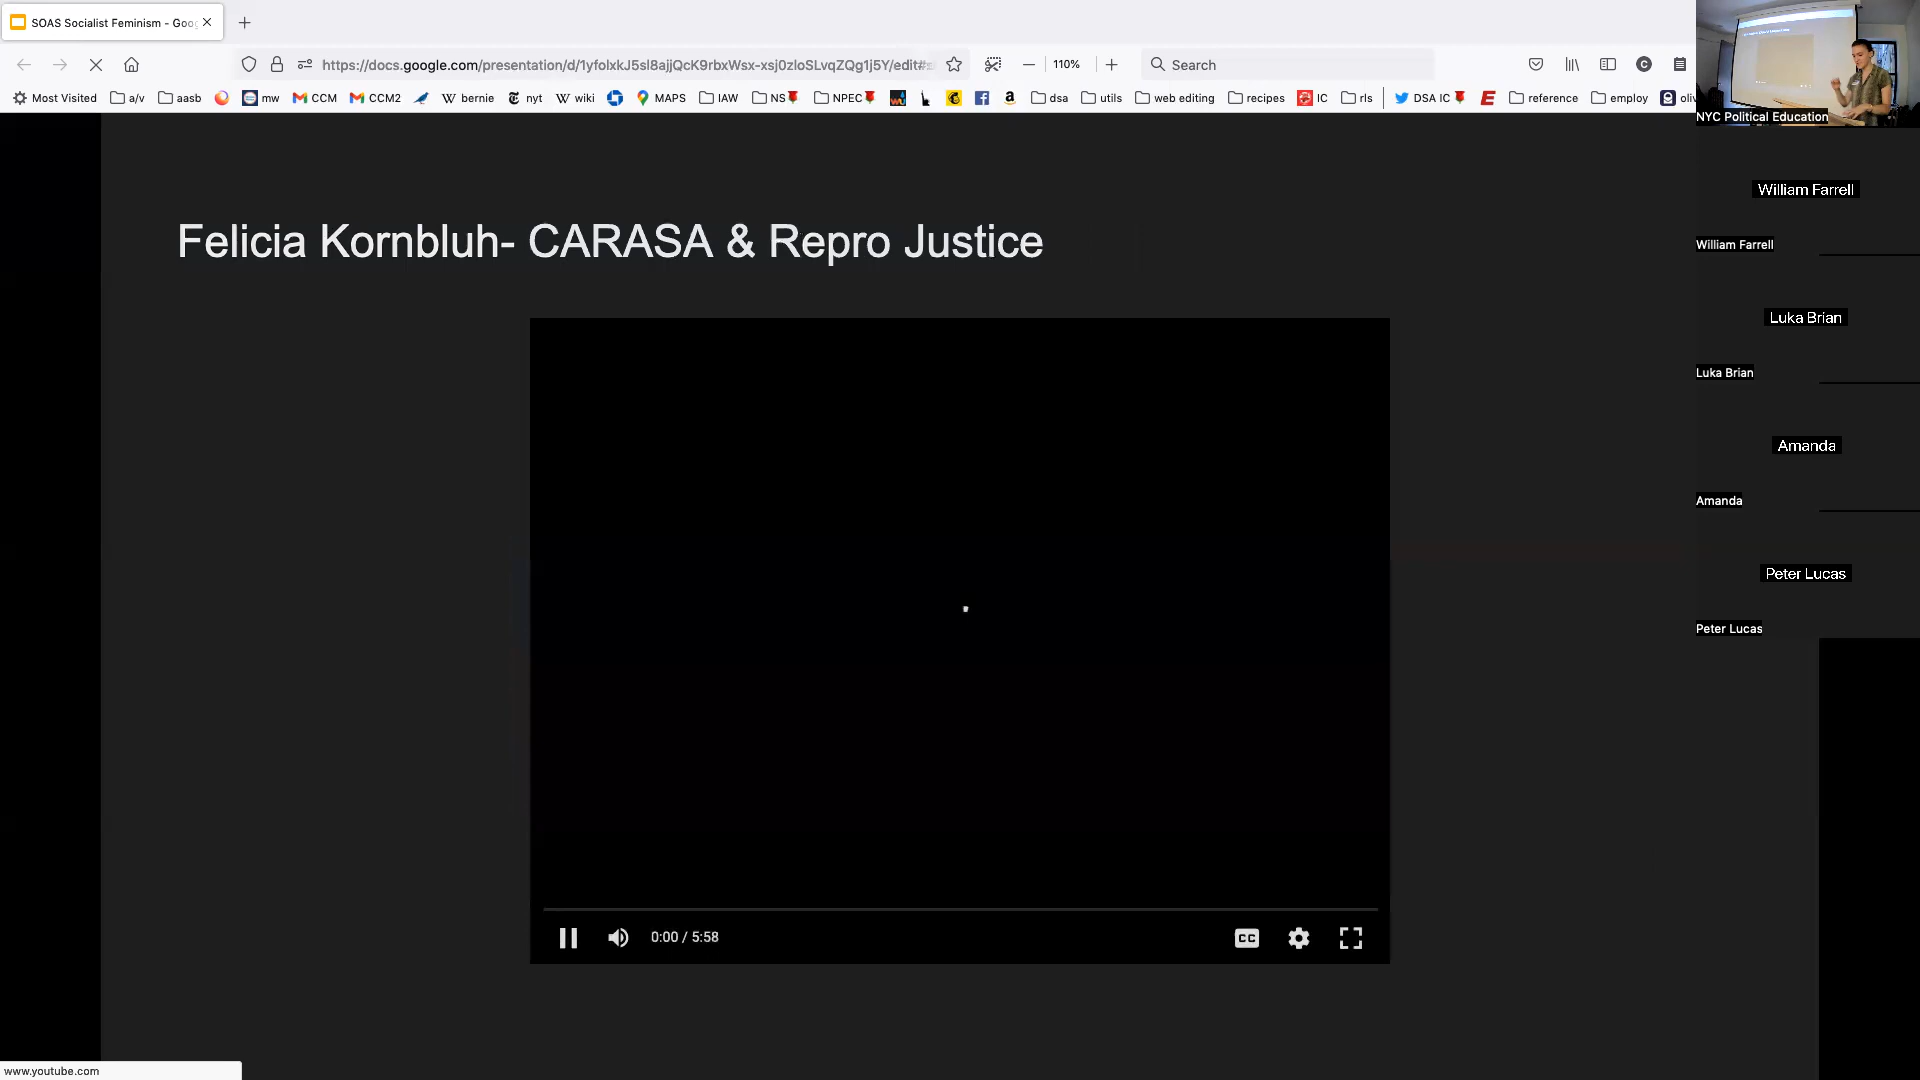 SOAS Socialist Feminism - Goo
https://docs.google.com/presentation/d/1yfolxkJ5sl8ajjQcK9rbxWsx-xsj0zloSLvqZQg1j5Y/edit#s
110%
Search
Most Visited
a/v
aasb
mw
CCM
CCM2
bernie
nyt
wiki
MAPS
IAW
NS
NPEC
dsa
utils
web editing
recipes
IC
rls
DSA IC
reference
employ
oliv
NYC Political Education
William Farrell
William Farrell
Felicia Kornbluh- CARASA & Repro Justice
Luka Brian
Luka Brian
Amanda
Amanda
Peter Lucas
Peter Lucas
0:00 / 5:58
CC
www.youtube.com